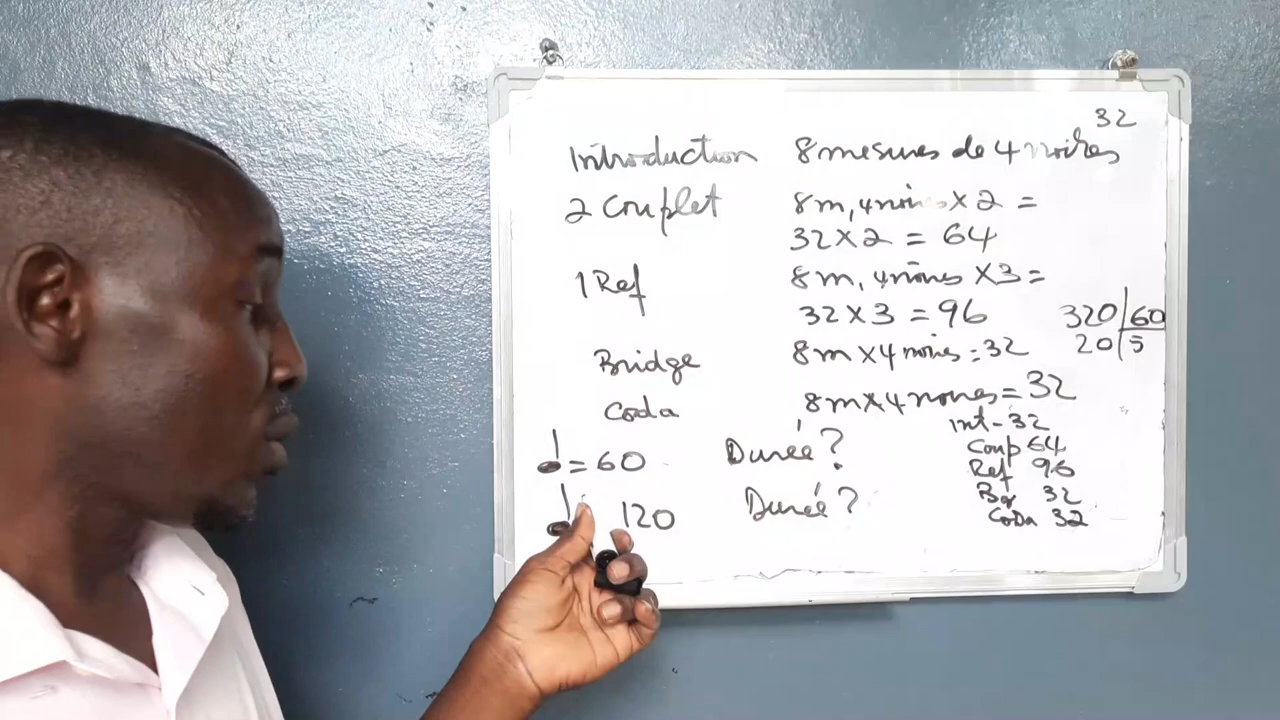 32
Introduction 8 mesures de 4 noires
2 Couplet 8m, 4 noires x 2 =
32 x 2 = 64
1 Ref 8m, 4 noires x 3 =
32 x 3 = 96
320 | 60
20 | 5
Bridge 8m x 4 noires = 32
Coda 8m x 4 noires = 32
Int - 32
Coup 64
Ref 96
Br 32
CoDa 32
♩ = 60 Durée ?
♩ 120 Durée ?